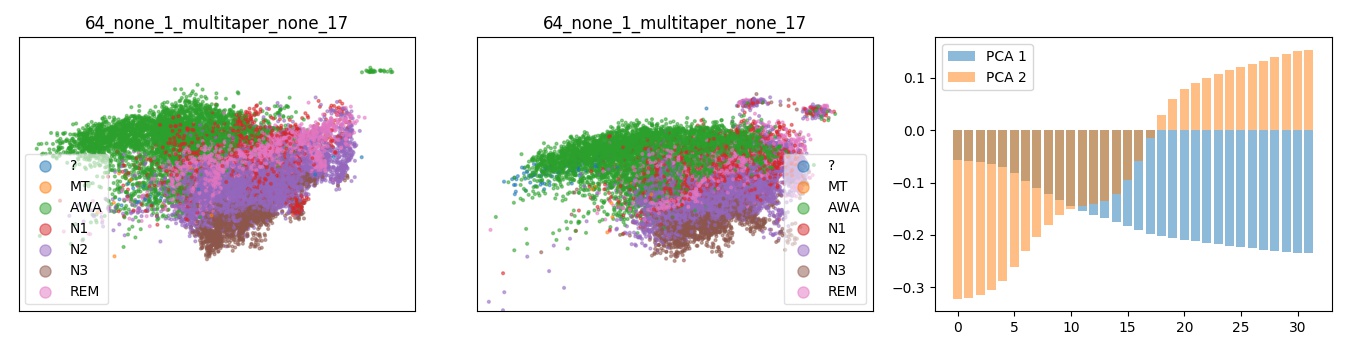 64_none_1_multitaper_none_17
?
MT
AWA
N1
N2
N3
REM
64_none_1_multitaper_none_17
?
MT
AWA
N1
N2
N3
REM
PCA 1
PCA 2
0.1
0.0
−0.1
−0.2
−0.3
0 5 10 15 20 25 30